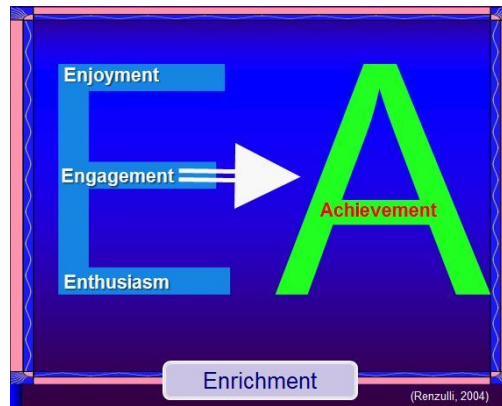 Enjoyment
Engagement
Enthusiasm
E
A
Achievement
Enrichment
(Renzulli, 2004)